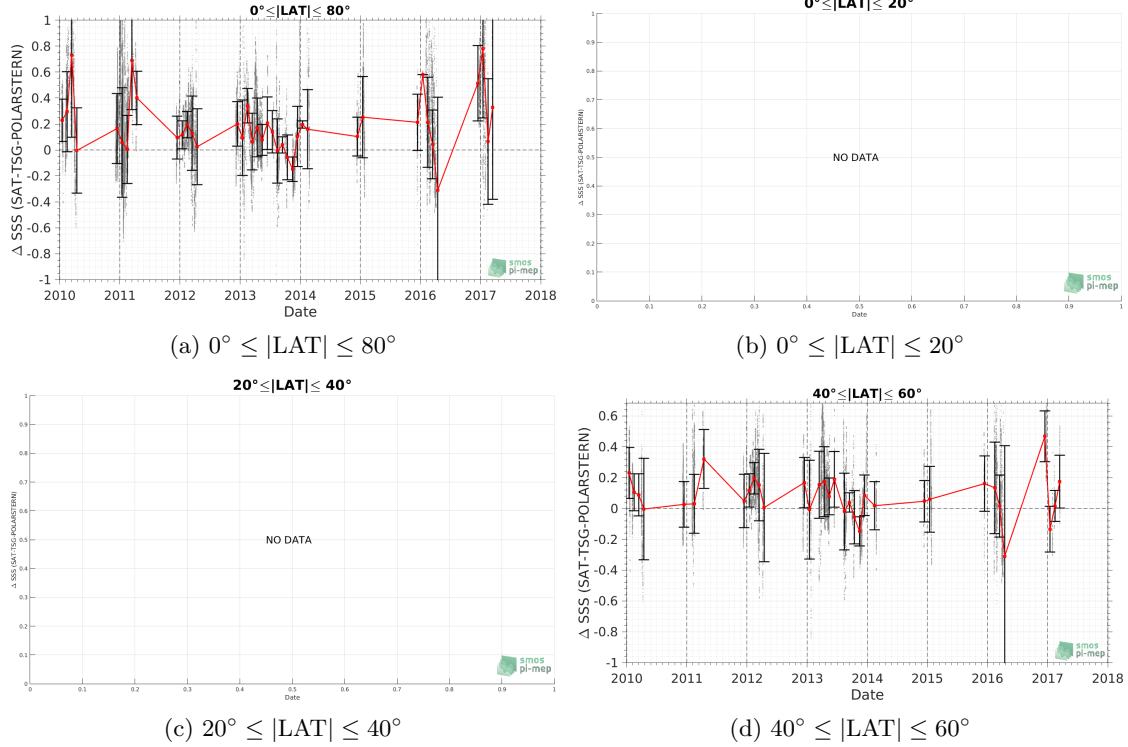 0°≤|LAT|≤ 80°
Δ SSS (SAT-TSG-POLARSTERN)
1
0.8
0.6
0.4
0.2
0
-0.2
-0.4
-0.6
-0.8
-1
2010 2011 2012 2013 2014 2015 2016 2017 2018
Date
smos
pi-mep
(a) 0° ≤ |LAT| ≤ 80°
0°≤|LAT|≤ 20°
Δ SSS (SAT-TSG-POLARSTERN)
1
0.9
0.8
0.7
0.6
0.5
0.4
0.3
0.2
0.1
0
NO DATA
0 0.1 0.2 0.3 0.4 0.5 0.6 0.7 0.8 0.9 1
Date
smos
pi-mep
(b) 0° ≤ |LAT| ≤ 20°
20°≤|LAT|≤ 40°
Δ SSS (SAT-TSG-POLARSTERN)
1
0.9
0.8
0.7
0.6
0.5
0.4
0.3
0.2
0.1
0
NO DATA
0 0.1 0.2 0.3 0.4 0.5 0.6 0.7 0.8 0.9 1
Date
smos
pi-mep
(c) 20° ≤ |LAT| ≤ 40°
40°≤|LAT|≤ 60°
Δ SSS (SAT-TSG-POLARSTERN)
0.6
0.4
0.2
0
-0.2
-0.4
-0.6
-0.8
-1
2010 2011 2012 2013 2014 2015 2016 2017 2018
Date
smos
pi-mep
(d) 40° ≤ |LAT| ≤ 60°